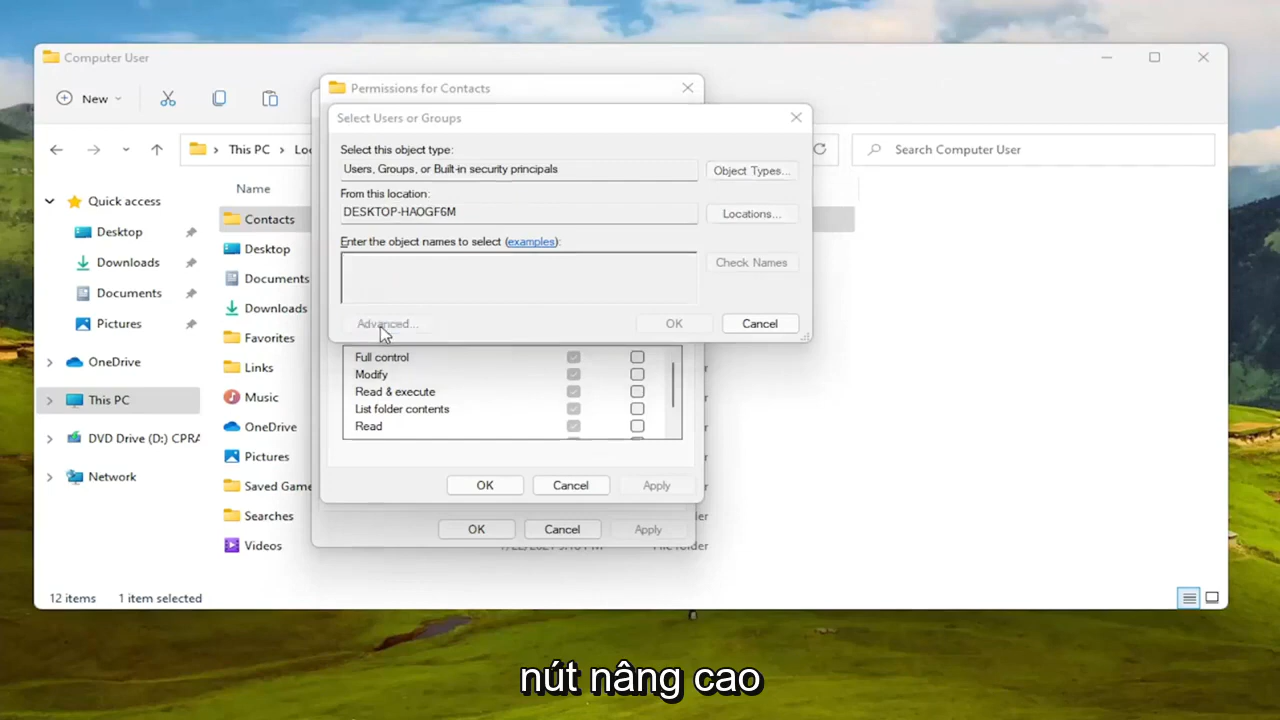 Computer User
New
This PC
Search Computer User
Quick access
Desktop
Downloads
Documents
Pictures
OneDrive
This PC
DVD Drive (D:) CPRA
Network
Name
Contacts
Desktop
Documents
Downloads
Favorites
Links
Music
OneDrive
Pictures
Saved Game
Searches
Videos
12 items
1 item selected
Permissions for Contacts
Select Users or Groups
Select this object type:
Users, Groups, or Built-in security principals
Object Types...
From this location:
DESKTOP-HAOGF6M
Locations...
Enter the object names to select (examples):
Check Names
Advanced...
OK
Cancel
Full control
Modify
Read & execute
List folder contents
Read
OK
Cancel
Apply
OK
Cancel
Apply
nút nâng cao